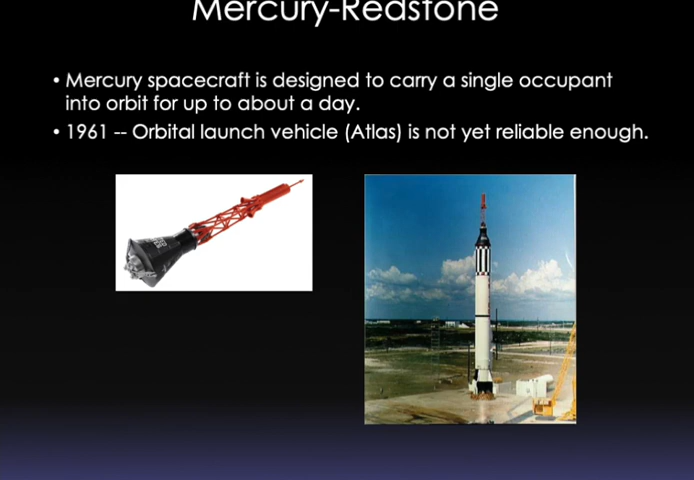 Mercury-Redstone
• Mercury spacecraft is designed to carry a single occupant
into orbit for up to about a day.
• 1961 -- Orbital launch vehicle (Atlas) is not yet reliable enough.